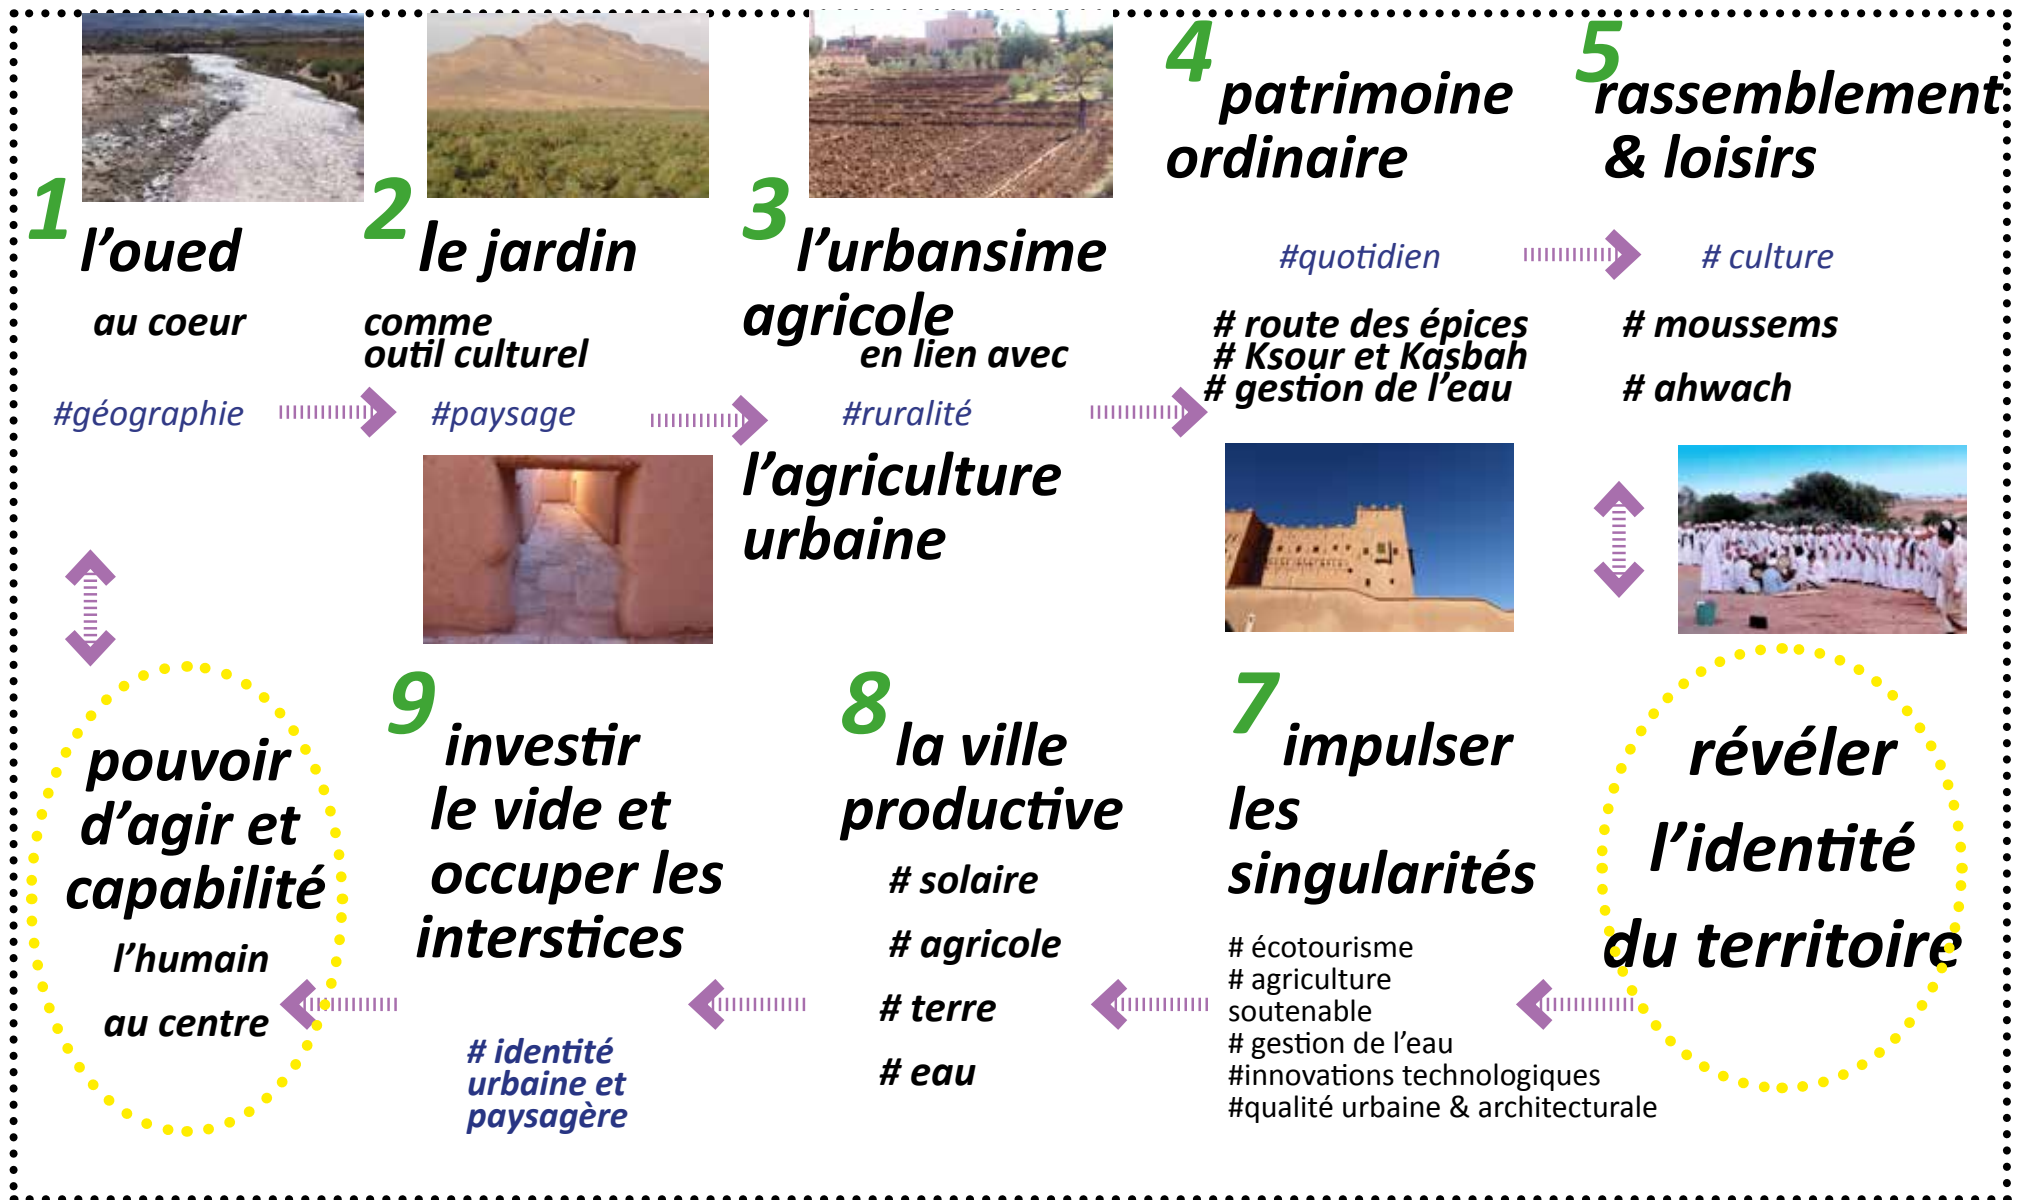 1
l’oued
au coeur
#géographie
2
le jardin
comme
outil culturel
#paysage
3
l’urbansime
agricole
en lien avec
#ruralité
l’agriculture
urbaine
4
patrimoine
ordinaire
#quotidien
# route des épices
# Ksour et Kasbah
# gestion de l’eau
5
rassemblement
& loisirs
# culture
# moussems
# ahwach
révéler
l’identité
du territoire
7
impulser
les
singularités
# écotourisme
# agriculture
soutenable
# gestion de l’eau
#innovations technologiques
#qualité urbaine & architecturale
8
la ville
productive
# solaire
# agricole
# terre
# eau
9
investir
le vide et
occuper les
interstices
# identité
urbaine et
paysagère
pouvoir
d’agir et
capabilité
l’humain
au centre